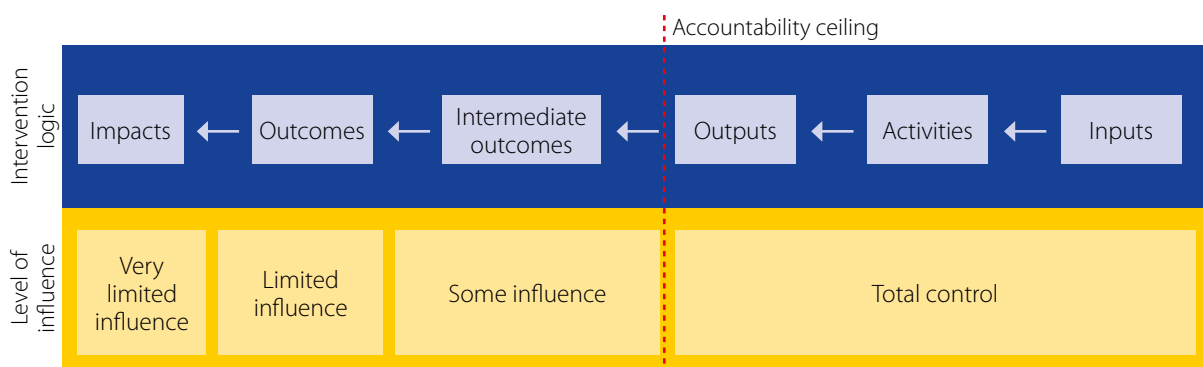 Accountability ceiling
Intervention
logic
Impacts
Outcomes
Intermediate
outcomes
Outputs
Activities
Inputs
Level of
influence
Very
limited
influence
Limited
influence
Some influence
Total control